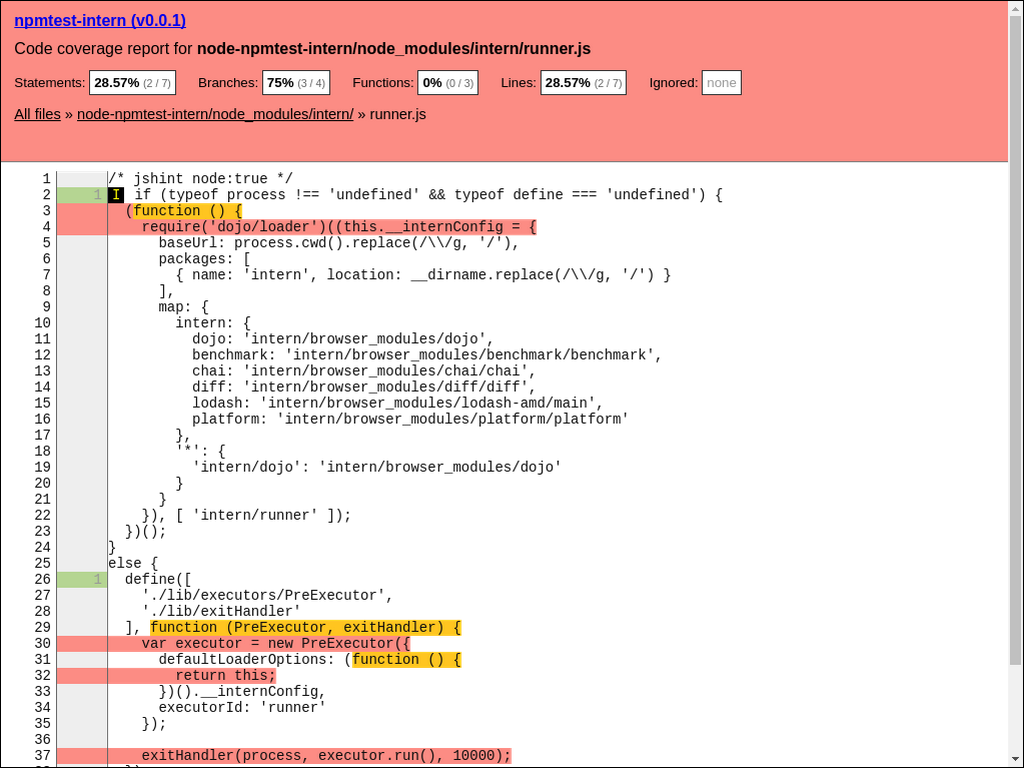 npmtest-intern (v0.0.1)
Code coverage report for node-npmtest-intern/node_modules/intern/runner.js
Statements: 28.57% (2 / 7) Branches: 75% (3 / 4) Functions: 0% (0 / 3) Lines: 28.57% (2 / 7) Ignored: none
All files » node-npmtest-intern/node_modules/intern/ » runner.js
1 /* jshint node:true */
2 1 I if (typeof process !== 'undefined' && typeof define === 'undefined') {
3 (function () {
4 require('dojo/loader')((this.__internConfig = {
5 baseUrl: process.cwd().replace(/\\/g, '/'),
6 packages: [
7 { name: 'intern', location: __dirname.replace(/\\/g, '/') }
8 ],
9 map: {
10 intern: {
11 dojo: 'intern/browser_modules/dojo',
12 benchmark: 'intern/browser_modules/benchmark/benchmark',
13 chai: 'intern/browser_modules/chai/chai',
14 diff: 'intern/browser_modules/diff/diff',
15 lodash: 'intern/browser_modules/lodash-amd/main',
16 platform: 'intern/browser_modules/platform/platform'
17 },
18 '*': {
19 'intern/dojo': 'intern/browser_modules/dojo'
20 }
21 }
22 }), [ 'intern/runner' ]);
23 })();
24 }
25 else {
26 1 define([
27 './lib/executors/PreExecutor',
28 './lib/exitHandler'
29 ], function (PreExecutor, exitHandler) {
30 var executor = new PreExecutor({
31 defaultLoaderOptions: (function () {
32 return this;
33 })().__internConfig,
34 executorId: 'runner'
35 });
36
37 exitHandler(process, executor.run(), 10000);